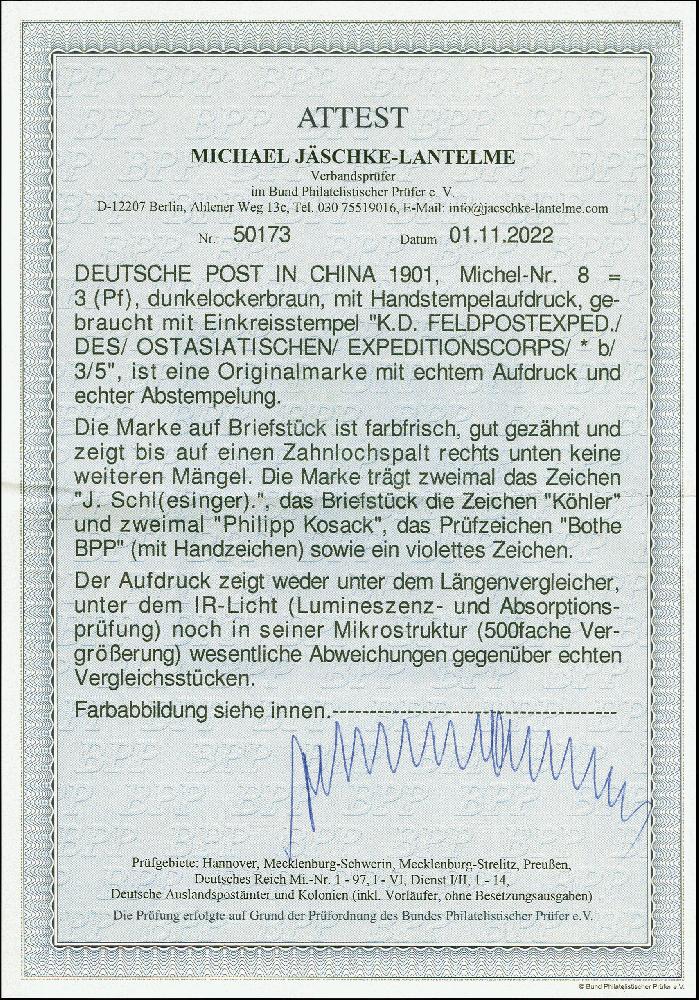 ATTEST
MICHAEL JÄSCHKE-LANTELME
Verbandsprüfer
im Bund Philatelistischer Prüfer e. V.
D-12207 Berlin, Ahlener Weg 13c, Tel. 030 75519016, E-Mail: info@jaeschke-lantelme.com
Nr. 50173 Datum 01.11.2022
DEUTSCHE POST IN CHINA 1901, Michel-Nr. 8 =
3 (Pf), dunkelockerbraun, mit Handstempelaufdruck, ge-
braucht mit Einkreisstempel "K.D. FELDPOSTEXPED./
DES/ OSTASIATISCHEN/ EXPEDITIONSCORPS/ * b/
3/5", ist eine Originalmarke mit echtem Aufdruck und
echter Abstempelung.
Die Marke auf Briefstück ist farbfrisch, gut gezähnt und
zeigt bis auf einen Zahnlochspalt rechts unten keine
weiteren Mängel. Die Marke trägt zweimal das Zeichen
"J. Schl(esinger).", das Briefstück die Zeichen "Köhler"
und zweimal "Philipp Kosack", das Prüfzeichen "Bothe
BPP" (mit Handzeichen) sowie ein violettes Zeichen.
Der Aufdruck zeigt weder unter dem Längenvergleicher,
unter dem IR-Licht (Lumineszenz- und Absorptions-
prüfung) noch in seiner Mikrostruktur (500fache Ver-
größerung) wesentliche Abweichungen gegenüber echten
Vergleichsstücken.
Farbabbildung siehe innen.------------------------------------
Prüfgebiete: Hannover, Mecklenburg-Schwerin, Mecklenburg-Strelitz, Preußen,
Deutsches Reich Mi.-Nr. 1 - 97, I - VI, Dienst I/II, 1 - 14,
Deutsche Auslandspostämter und Kolonien (inkl. Vorläufer, ohne Besetzungsausgaben)
Die Prüfung erfolgte auf Grund der Prüfordnung des Bundes Philatelistischer Prüfer e.V.
© Bund Philatelistischer Prüfer e.V.